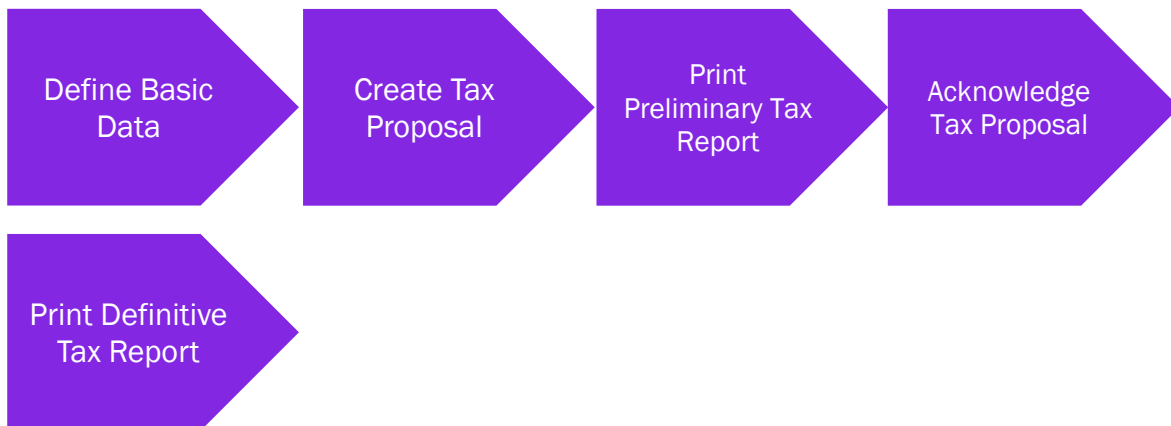 Define Basic
Data
Create Tax
Proposal
Print
Preliminary Tax
Report
Acknowledge
Tax Proposal
Print Definitive
Tax Report